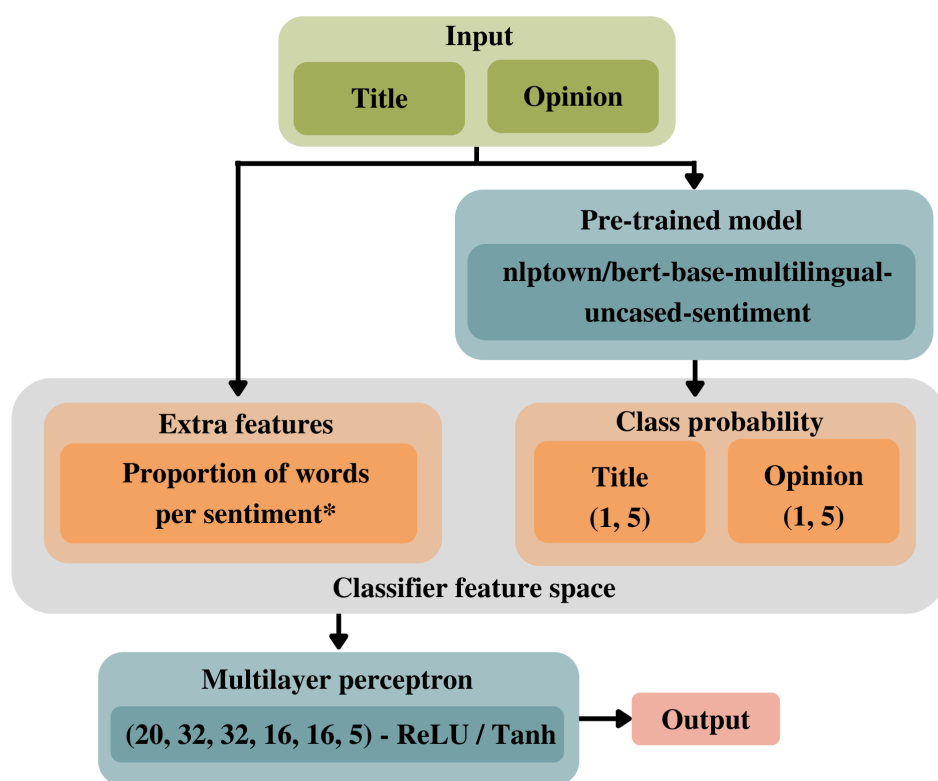 Input
Title
Opinion
Pre-trained model
nlptown/bert-base-multilingual-
uncased-sentiment
Extra features
Proportion of words
per sentiment*
Class probability
Title
(1, 5)
Opinion
(1, 5)
Classifier feature space
Multilayer perceptron
(20, 32, 32, 16, 16, 5) - ReLU / Tanh
Output